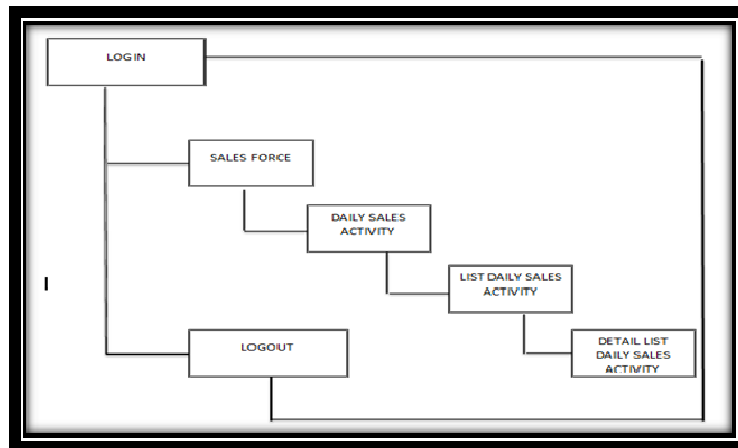 LOGIN
SALES FORCE
DAILY SALES
ACTIVITY
LIST DAILY SALES
ACTIVITY
LOGOUT
DETAIL LIST
DAILY SALES
ACTIVITY